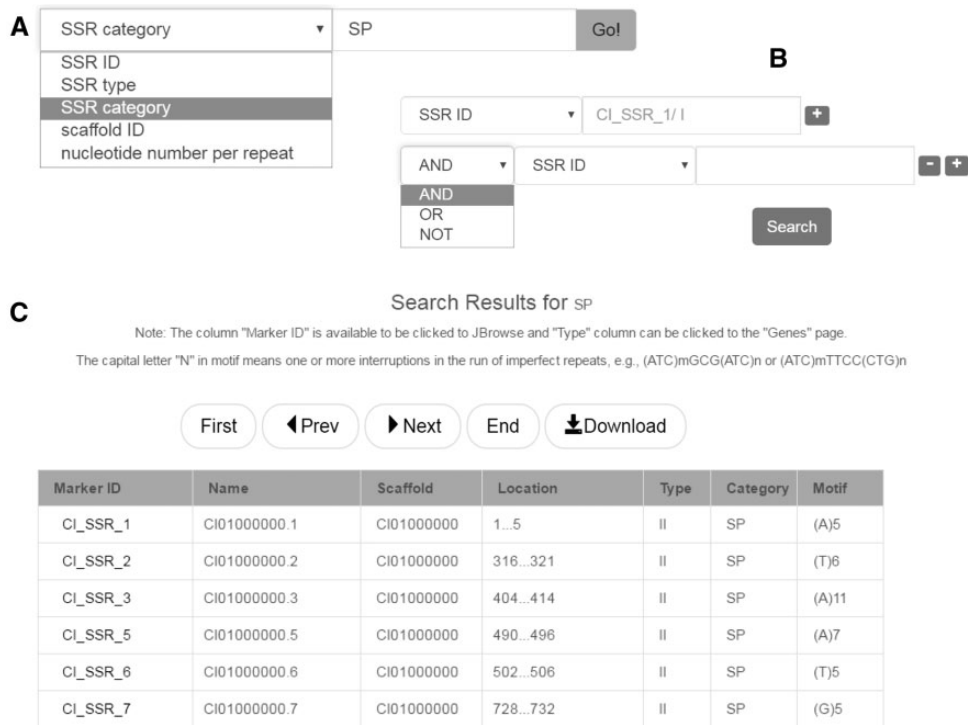 A
SSR category SP Go!
SSR ID
SSR type
SSR category
scaffold ID
nucleotide number per repeat
B
SSR ID CI_SSR_1/ I +
AND SSR ID - +
AND
OR
NOT
Search
C
Search Results for SP
Note: The column "Marker ID" is available to be clicked to JBrowse and "Type" column can be clicked to the "Genes" page.
The capital letter "N" in motif means one or more interruptions in the run of imperfect repeats, e.g., (ATC)mGCG(ATC)n or (ATC)mTTCC(CTG)n
First Prev Next End Download
Marker ID Name Scaffold Location Type Category Motif
CI_SSR_1 CI01000000.1 CI01000000 1...5 II SP (A)5
CI_SSR_2 CI01000000.2 CI01000000 316...321 II SP (T)6
CI_SSR_3 CI01000000.3 CI01000000 404...414 II SP (A)11
CI_SSR_5 CI01000000.5 CI01000000 490...496 II SP (A)7
CI_SSR_6 CI01000000.6 CI01000000 502...506 II SP (T)5
CI_SSR_7 CI01000000.7 CI01000000 728...732 II SP (G)5